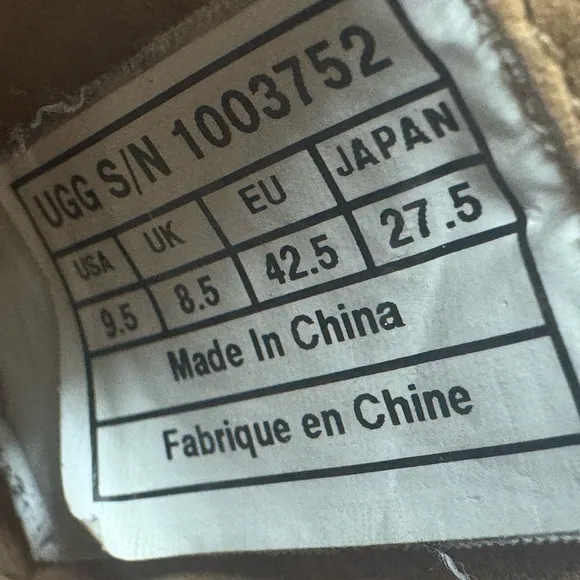 UGG S/N 1003752
USA UK EU JAPAN
9.5 8.5 42.5 27.5
Made In China
Fabrique en Chine